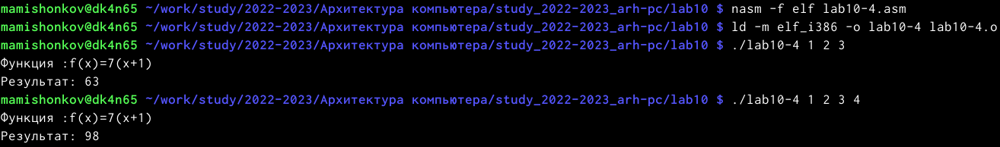 mamishonkov@dk4n65 ~/work/study/2022-2023/Архитектура компьютера/study_2022-2023_arh-pc/lab10 $ nasm -f elf lab10-4.asm
mamishonkov@dk4n65 ~/work/study/2022-2023/Архитектура компьютера/study_2022-2023_arh-pc/lab10 $ ld -m elf_i386 -o lab10-4 lab10-4.o
mamishonkov@dk4n65 ~/work/study/2022-2023/Архитектура компьютера/study_2022-2023_arh-pc/lab10 $ ./lab10-4 1 2 3
Функция :f(x)=7(x+1)
Результат: 63
mamishonkov@dk4n65 ~/work/study/2022-2023/Архитектура компьютера/study_2022-2023_arh-pc/lab10 $ ./lab10-4 1 2 3 4
Функция :f(x)=7(x+1)
Результат: 98